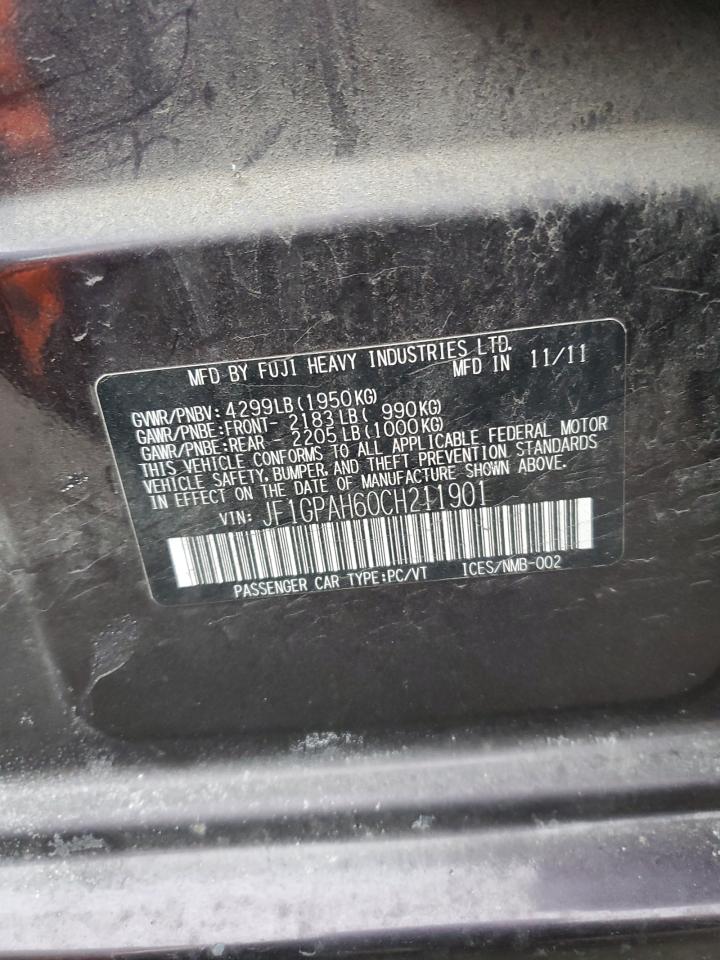 MFD BY FUJI HEAVY INDUSTRIES LTD.
MFD IN 11/11
GVWR/PNBV: 4299LB(1950KG)
GAWR/PNBE:FRONT- 2183LB( 990KG)
GAWR/PNBE:REAR - 2205LB(1000KG)
THIS VEHICLE CONFORMS TO ALL APPLICABLE FEDERAL MOTOR
VEHICLE SAFETY, BUMPER, AND THEFT PREVENTION STANDARDS
IN EFFECT ON THE DATE OF MANUFACTURE SHOWN ABOVE.
VIN: JF1GPAH60CH211901
PASSENGER CAR TYPE:PC/VT ICES/NMB-002